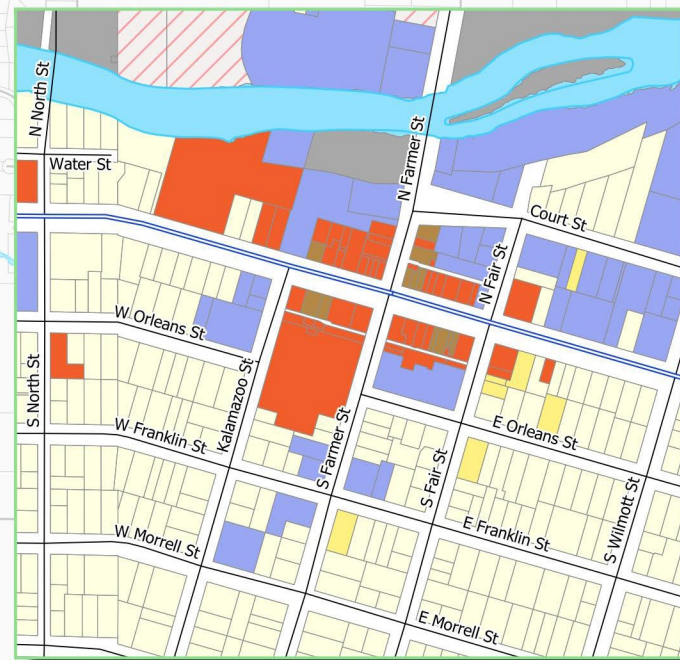 N North St
Water St
N Farmer St
Court St
N Fair St
W Orleans St
Kalamazoo St
S North St
W Franklin St
S Farmer St
E Orleans St
S Fair St
W Morrell St
E Franklin St
S Wilmott St
E Morrell St